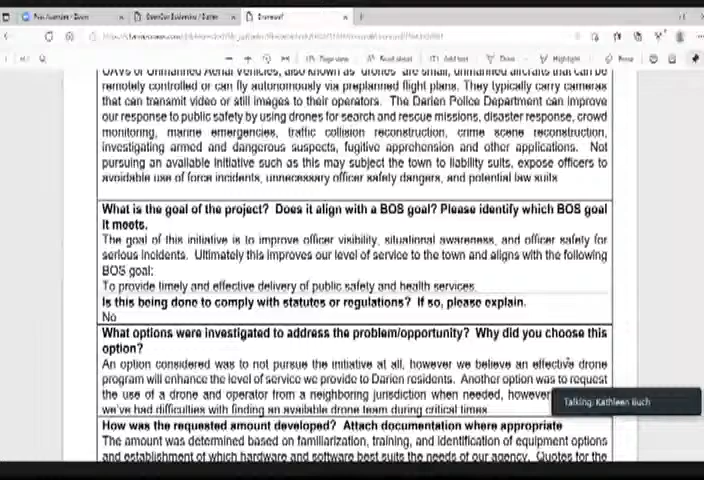 UAVs or Unmanned Aerial Vehicles, also known as "drones" are small, unmanned aircrafts that can be
remotely controlled or can fly autonomously via preplanned flight plans. They typically carry cameras
that can transmit video or still images to their operators. The Darien Police Department can improve
our response to public safety by using drones for search and rescue missions, disaster response, crowd
monitoring, marine emergencies, traffic collision reconstruction, crime scene reconstruction,
investigating armed and dangerous suspects, fugitive apprehension and other applications. Not
pursuing an available initiative such as this may subject the town to liability suits, expose officers to
avoidable use of force incidents, unnecessary officer safety dangers, and potential law suits
What is the goal of the project? Does it align with a BOS goal? Please identify which BOS goal
it meets.
The goal of this initiative is to improve officer visibility, situational awareness, and officer safety for
serious incidents. Ultimately this improves our level of service to the town and aligns with the following
BOS goal:
To provide timely and effective delivery of public safety and health services.
Is this being done to comply with statutes or regulations? If so, please explain.
No
What options were investigated to address the problem/opportunity? Why did you choose this
option?
An option considered was to not pursue the initiative at all, however we believe an effective drone
program will enhance the level of service we provide to Darien residents. Another option was to request
the use of a drone and operator from a neighboring jurisdiction when needed, however
we've had difficulties with finding an available drone team during critical times
Talking: Kathleen Buch
How was the requested amount developed? Attach documentation where appropriate
The amount was determined based on familiarization, training, and identification of equipment options
and establishment of which hardware and software best suits the needs of our agency. Quotes for the